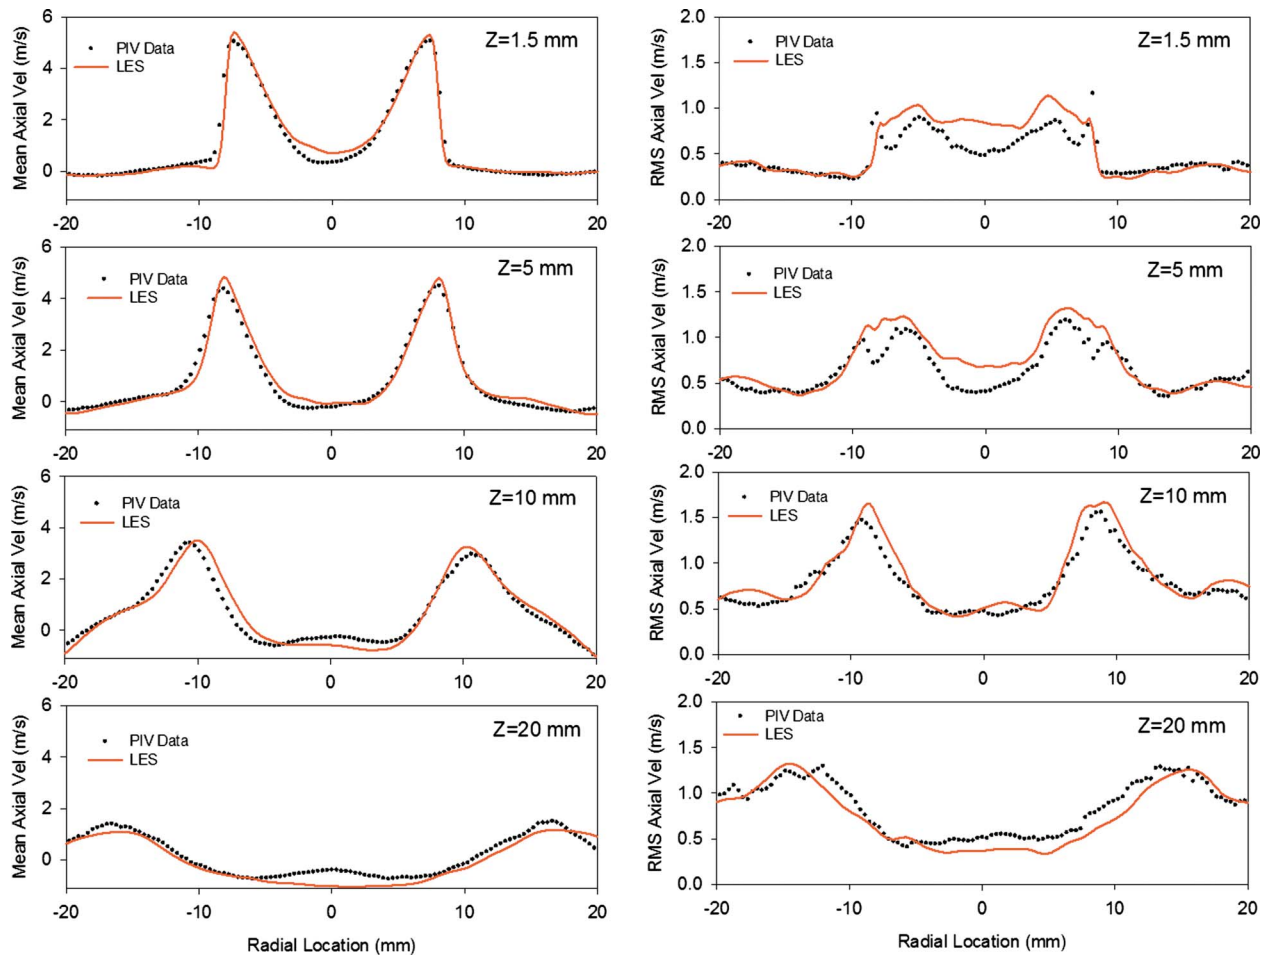 Mean Axial Vel (m/s)
6
4
2
0
PIV Data
LES
Z=1.5 mm
-20 -10 0 10 20
RMS Axial Vel (m/s)
2.0
1.5
1.0
0.5
0.0
PIV Data
LES
Z=1.5 mm
-20 -10 0 10 20
Mean Axial Vel (m/s)
6
4
2
0
PIV Data
LES
Z=5 mm
-20 -10 0 10 20
RMS Axial Vel (m/s)
2.0
1.5
1.0
0.5
0.0
PIV Data
LES
Z=5 mm
-20 -10 0 10 20
Mean Axial Vel (m/s)
6
4
2
0
PIV Data
LES
Z=10 mm
-20 -10 0 10 20
RMS Axial Vel (m/s)
2.0
1.5
1.0
0.5
0.0
PIV Data
LES
Z=10 mm
-20 -10 0 10 20
Mean Axial Vel (m/s)
6
4
2
0
PIV Data
LES
Z=20 mm
-20 -10 0 10 20
Radial Location (mm)
RMS Axial Vel (m/s)
2.0
1.5
1.0
0.5
0.0
PIV Data
LES
Z=20 mm
-20 -10 0 10 20
Radial Location (mm)